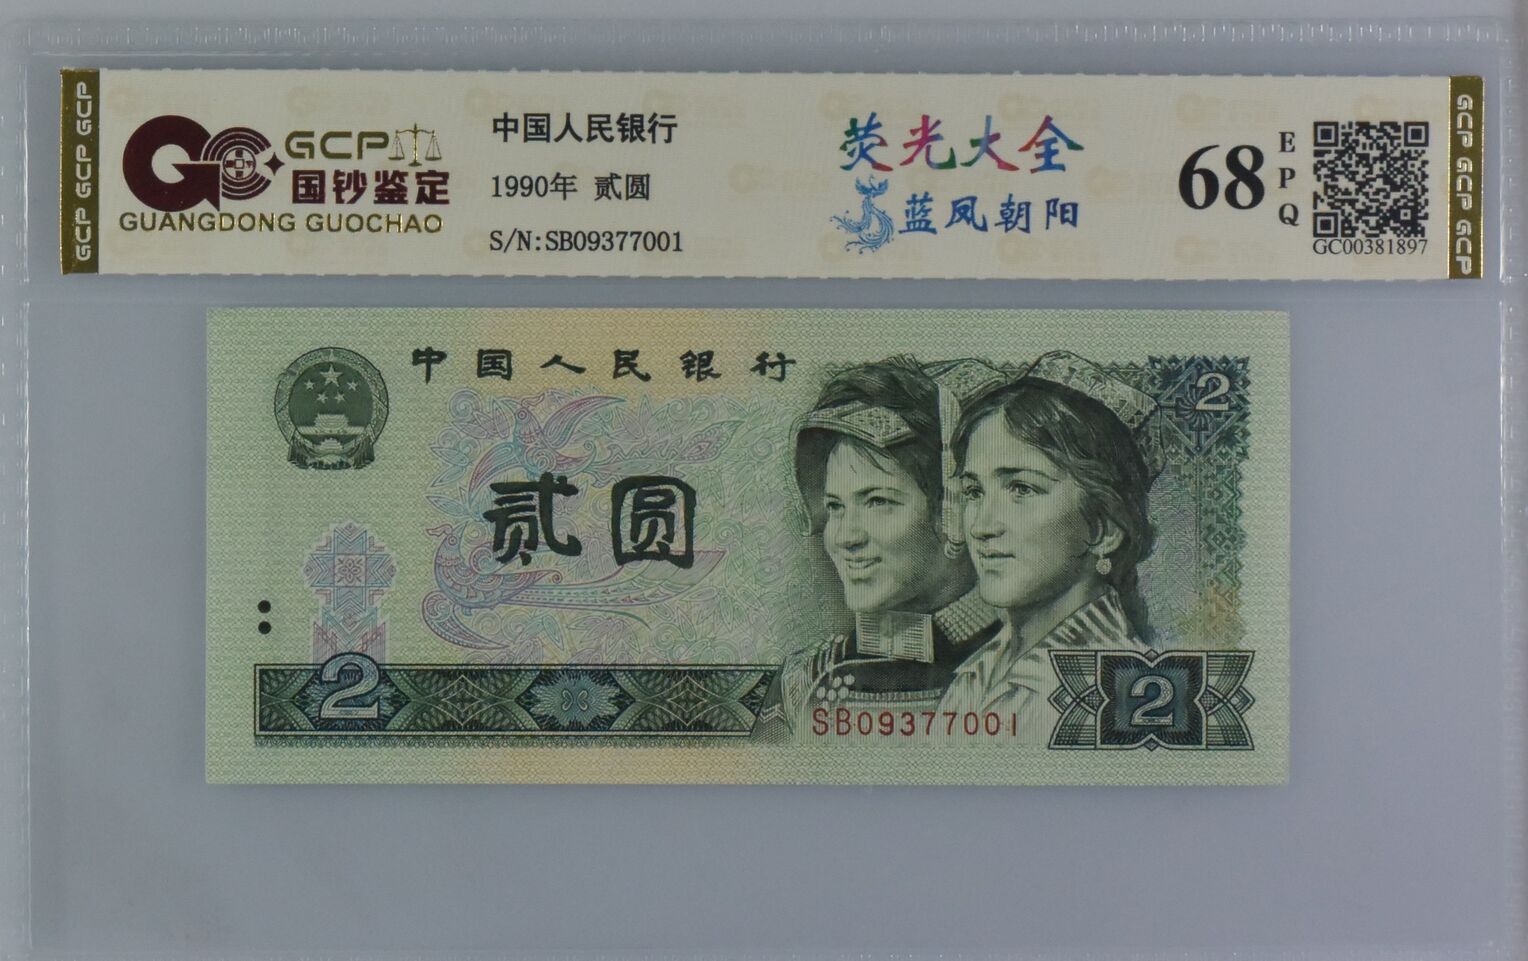 GCP GCP GCP
GCP
国钞鉴定
GUANGDONG GUOCHAO
中国人民银行
1990年 贰圆
S/N:SB09377001
荧光大全
蓝凤朝阳
68
EPQ
GC00381897
GCP GCP GCP
中国人民银行
2
贰圆
2
SB09377001
2